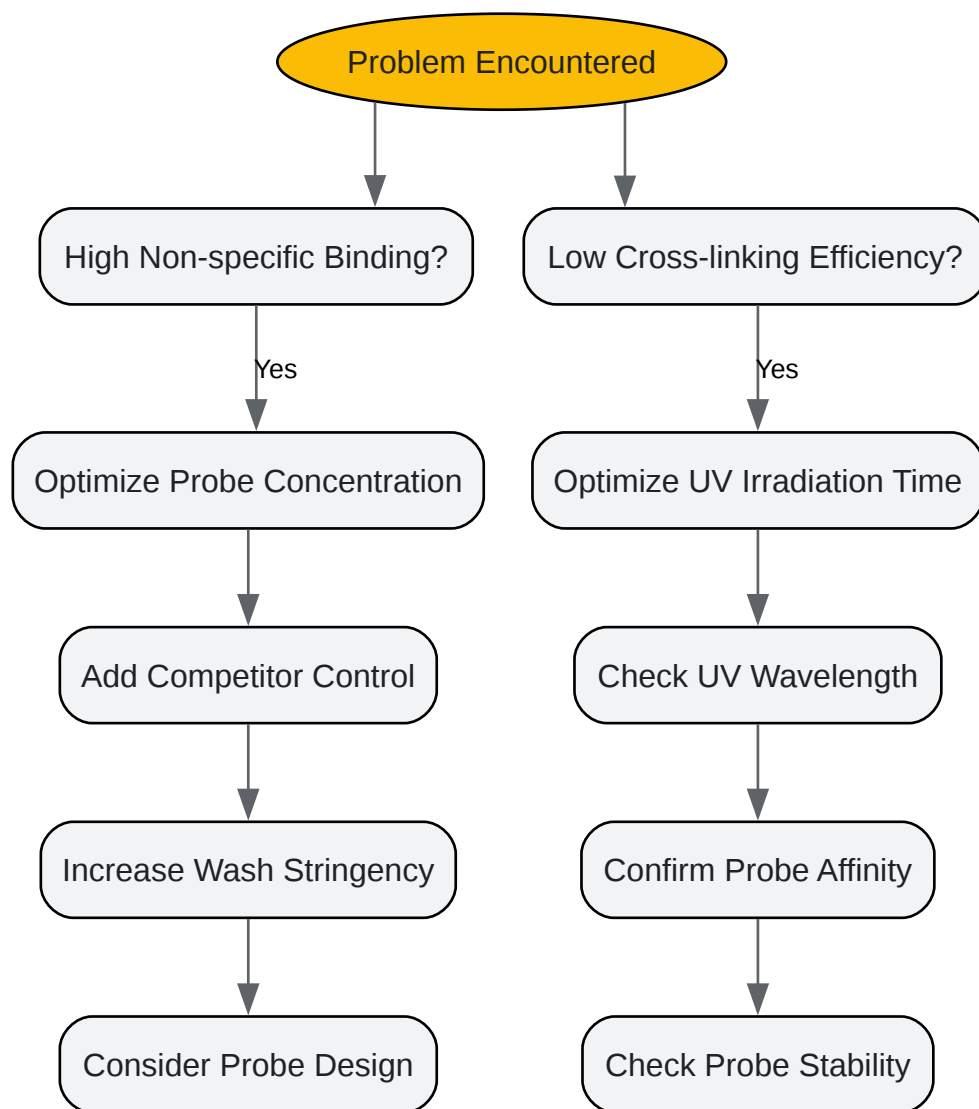 Problem Encountered
High Non-specific Binding?
Low Cross-linking Efficiency?
Yes
Yes
Optimize Probe Concentration
Optimize UV Irradiation Time
Add Competitor Control
Check UV Wavelength
Increase Wash Stringency
Confirm Probe Affinity
Consider Probe Design
Check Probe Stability